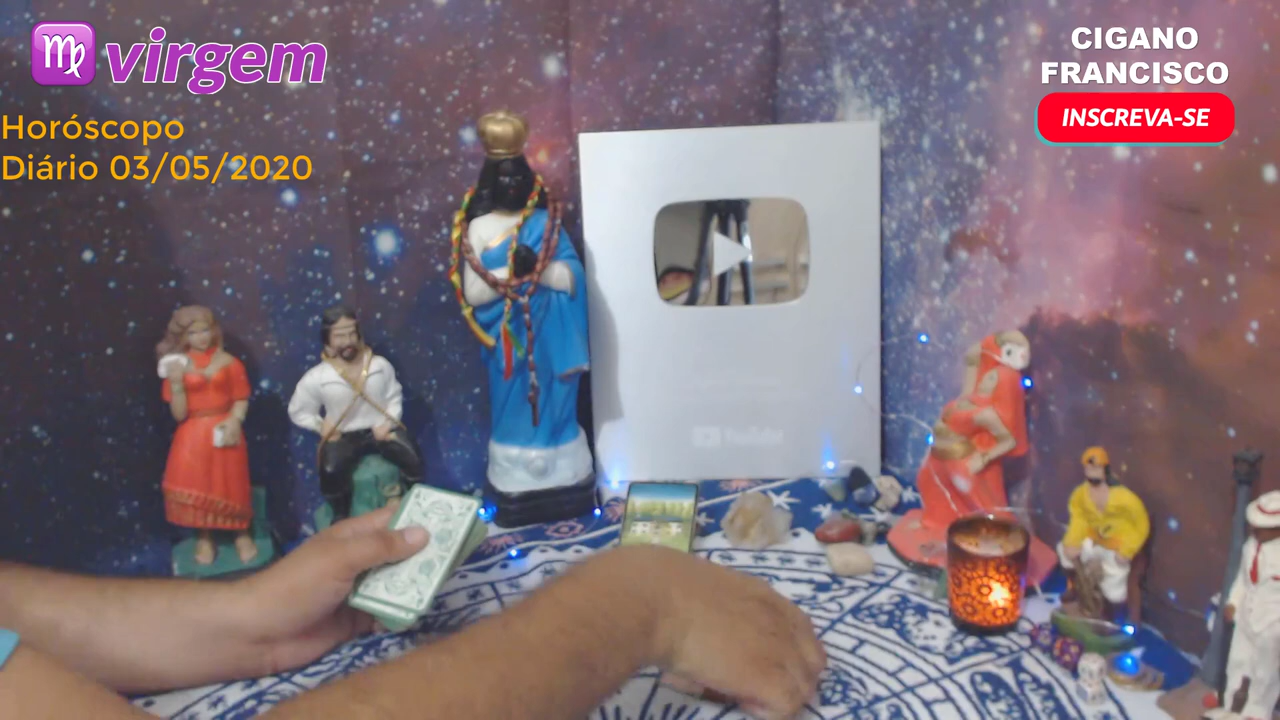 ♍ virgem
Horóscopo
Diário 03/05/2020
CIGANO
FRANCISCO
INSCREVA-SE